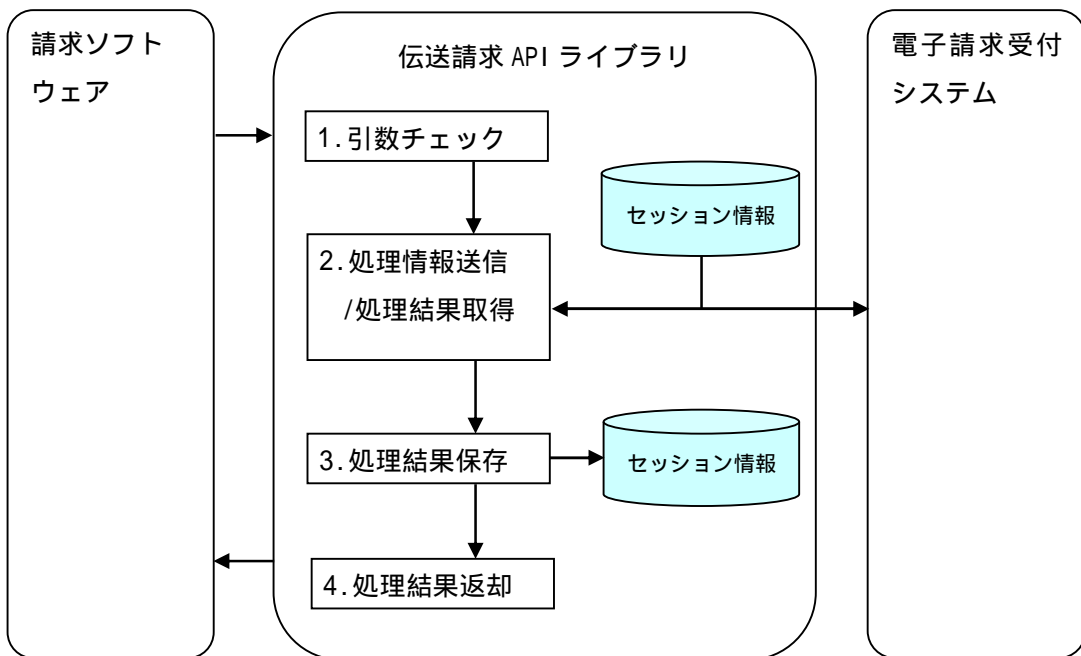 請求ソフト
ウェア
伝送請求 API ライブラリ
電子請求受付
システム
1.引数チェック
セッション情報
2.処理情報送信
/処理結果取得
3.処理結果保存
セッション情報
4.処理結果返却